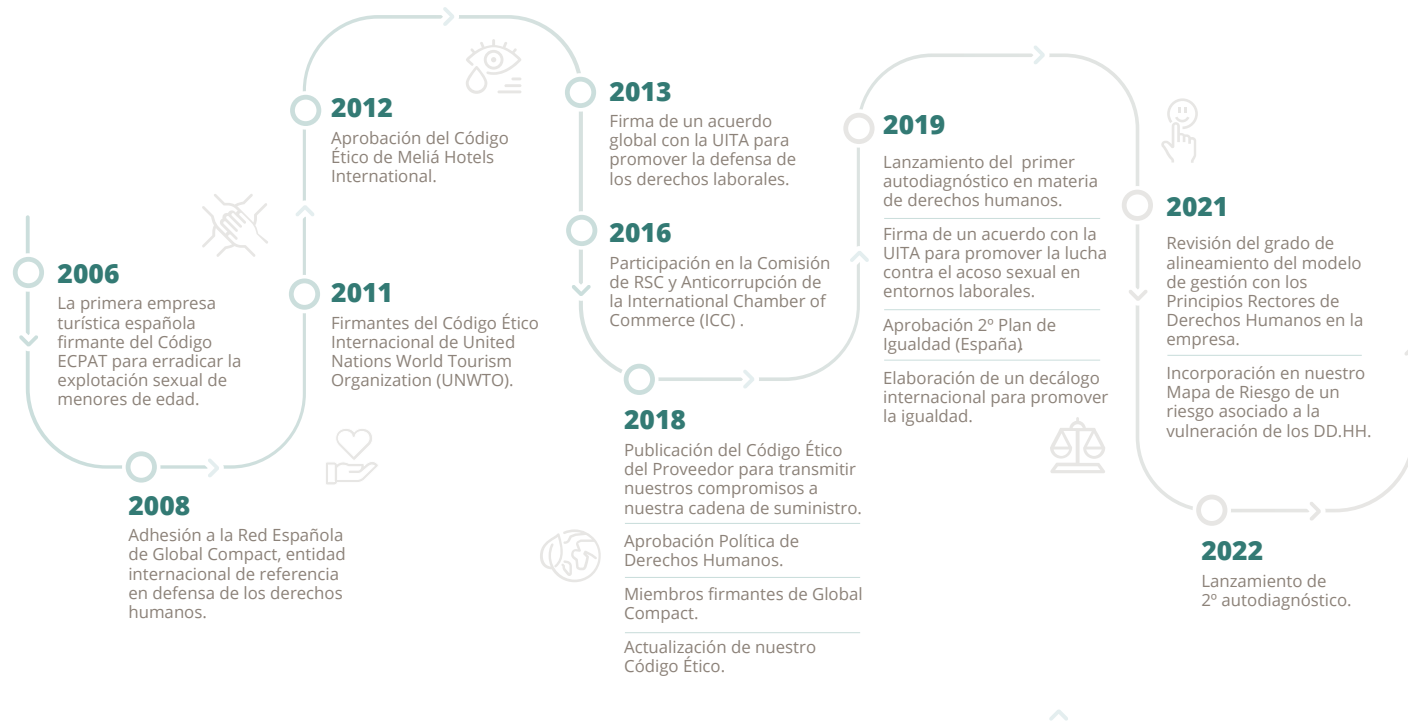 2006
La primera empresa
turística española
firmante del Código
ECPAT para erradicar la
explotación sexual de
menores de edad.
2008
Adhesión a la Red Española
de Global Compact, entidad
internacional de referencia
en defensa de los derechos
humanos.
2011
Firmantes del Código Ético
Internacional de United
Nations World Tourism
Organization (UNWTO).
2012
Aprobación del Código
Ético de Meliá Hotels
International.
2013
Firma de un acuerdo
global con la UITA para
promover la defensa de
los derechos laborales.
2016
Participación en la Comisión
de RSC y Anticorrupción de
la International Chamber of
Commerce (ICC) .
2018
Publicación del Código Ético
del Proveedor para transmitir
nuestros compromisos a
nuestra cadena de suministro.
Aprobación Política de
Derechos Humanos.
Miembros firmantes de Global
Compact.
Actualización de nuestro
Código Ético.
2019
Lanzamiento del primer
autodiagnóstico en materia
de derechos humanos.
Firma de un acuerdo con la
UITA para promover la lucha
contra el acoso sexual en
entornos laborales.
Aprobación 2º Plan de
Igualdad (España).
Elaboración de un decálogo
internacional para promover
la igualdad.
2021
Revisión del grado de
alineamiento del modelo
de gestión con los
Principios Rectores de
Derechos Humanos en la
empresa.
Incorporación en nuestro
Mapa de Riesgo de un
riesgo asociado a la
vulneración de los DD.HH.
2022
Lanzamiento de
2º autodiagnóstico.